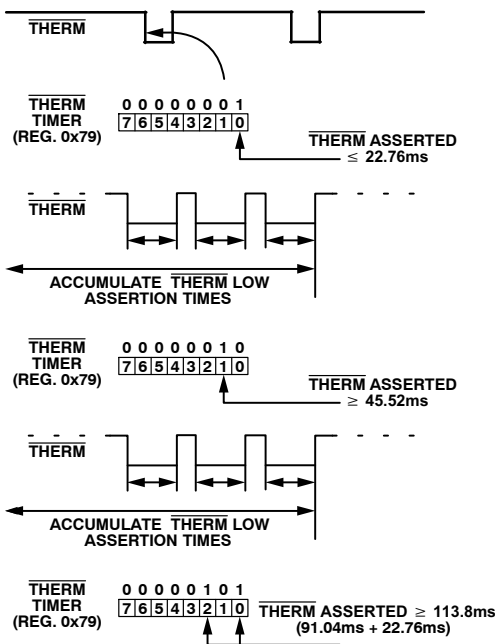 THERM
THERM
TIMER
(REG. 0x79)
0 0 0 0 0 0 0 1
7 6 5 4 3 2 1 0
THERM ASSERTED
≤ 22.76ms
THERM
ACCUMULATE THERM LOW
ASSERTION TIMES
THERM
TIMER
(REG. 0x79)
0 0 0 0 0 0 1 0
7 6 5 4 3 2 1 0
THERM ASSERTED
≥ 45.52ms
THERM
ACCUMULATE THERM LOW
ASSERTION TIMES
THERM
TIMER
(REG. 0x79)
0 0 0 0 0 1 0 1
7 6 5 4 3 2 1 0
THERM ASSERTED ≥ 113.8ms
(91.04ms + 22.76ms)